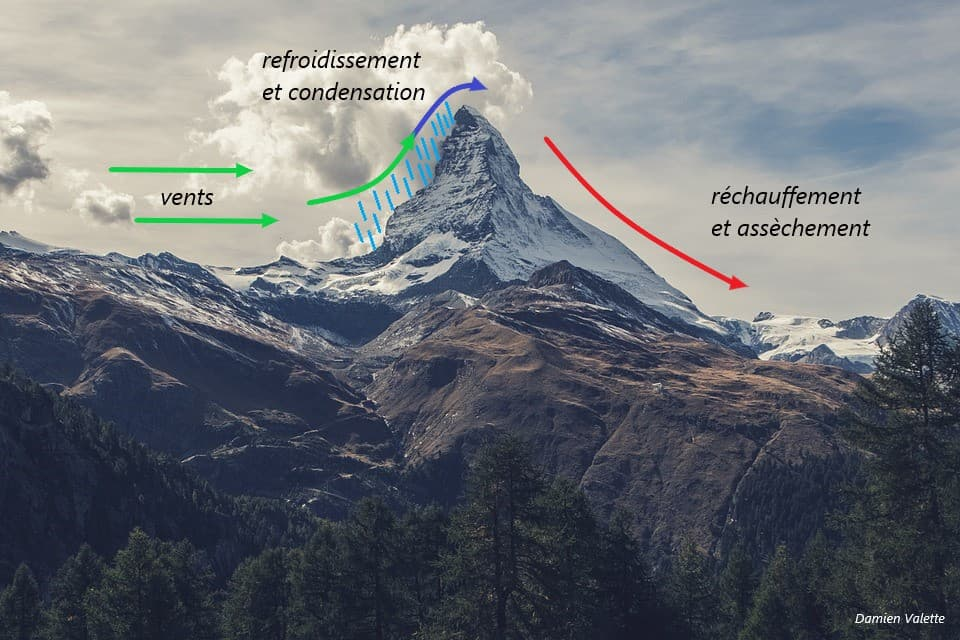 refroidissement
et condensation
vents
réchauffement
et assèchement
Damien Valette